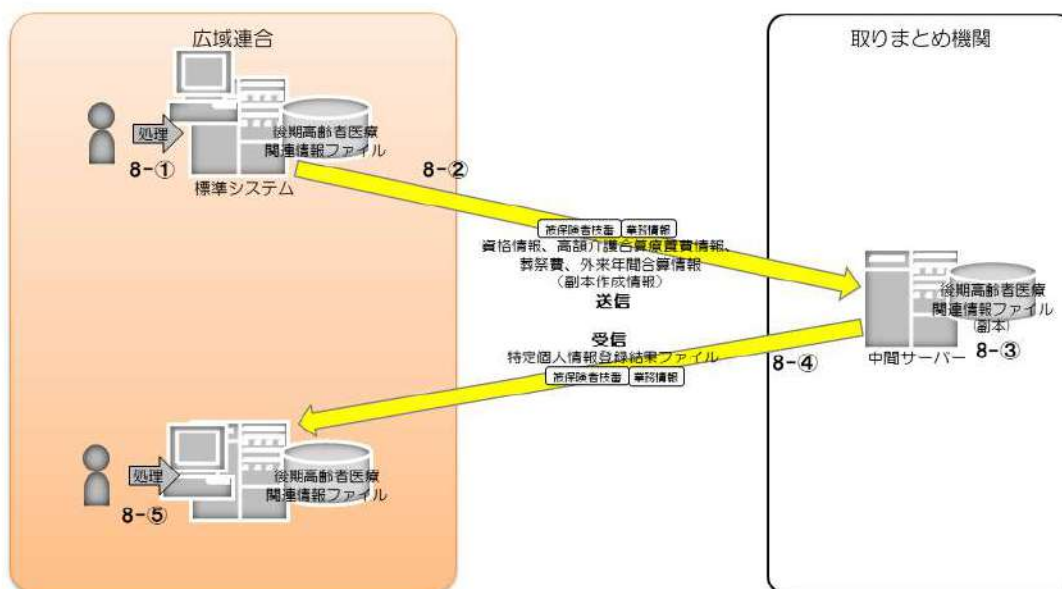 広域連合
取りまとめ機関
処理
8-①
後期高齢者医療
関連情報ファイル
標準システム
8-②
被保険者枝番 業務情報
資格情報、高額介護合算療養費情報、
葬祭費、外来年間合算情報
（副本作成情報）
送信
後期高齢者医療
関連情報ファイル
(副本)
中間サーバー
8-③
受信
特定個人情報登録結果ファイル
8-④
被保険者枝番 業務情報
処理
8-⑤
後期高齢者医療
関連情報ファイル